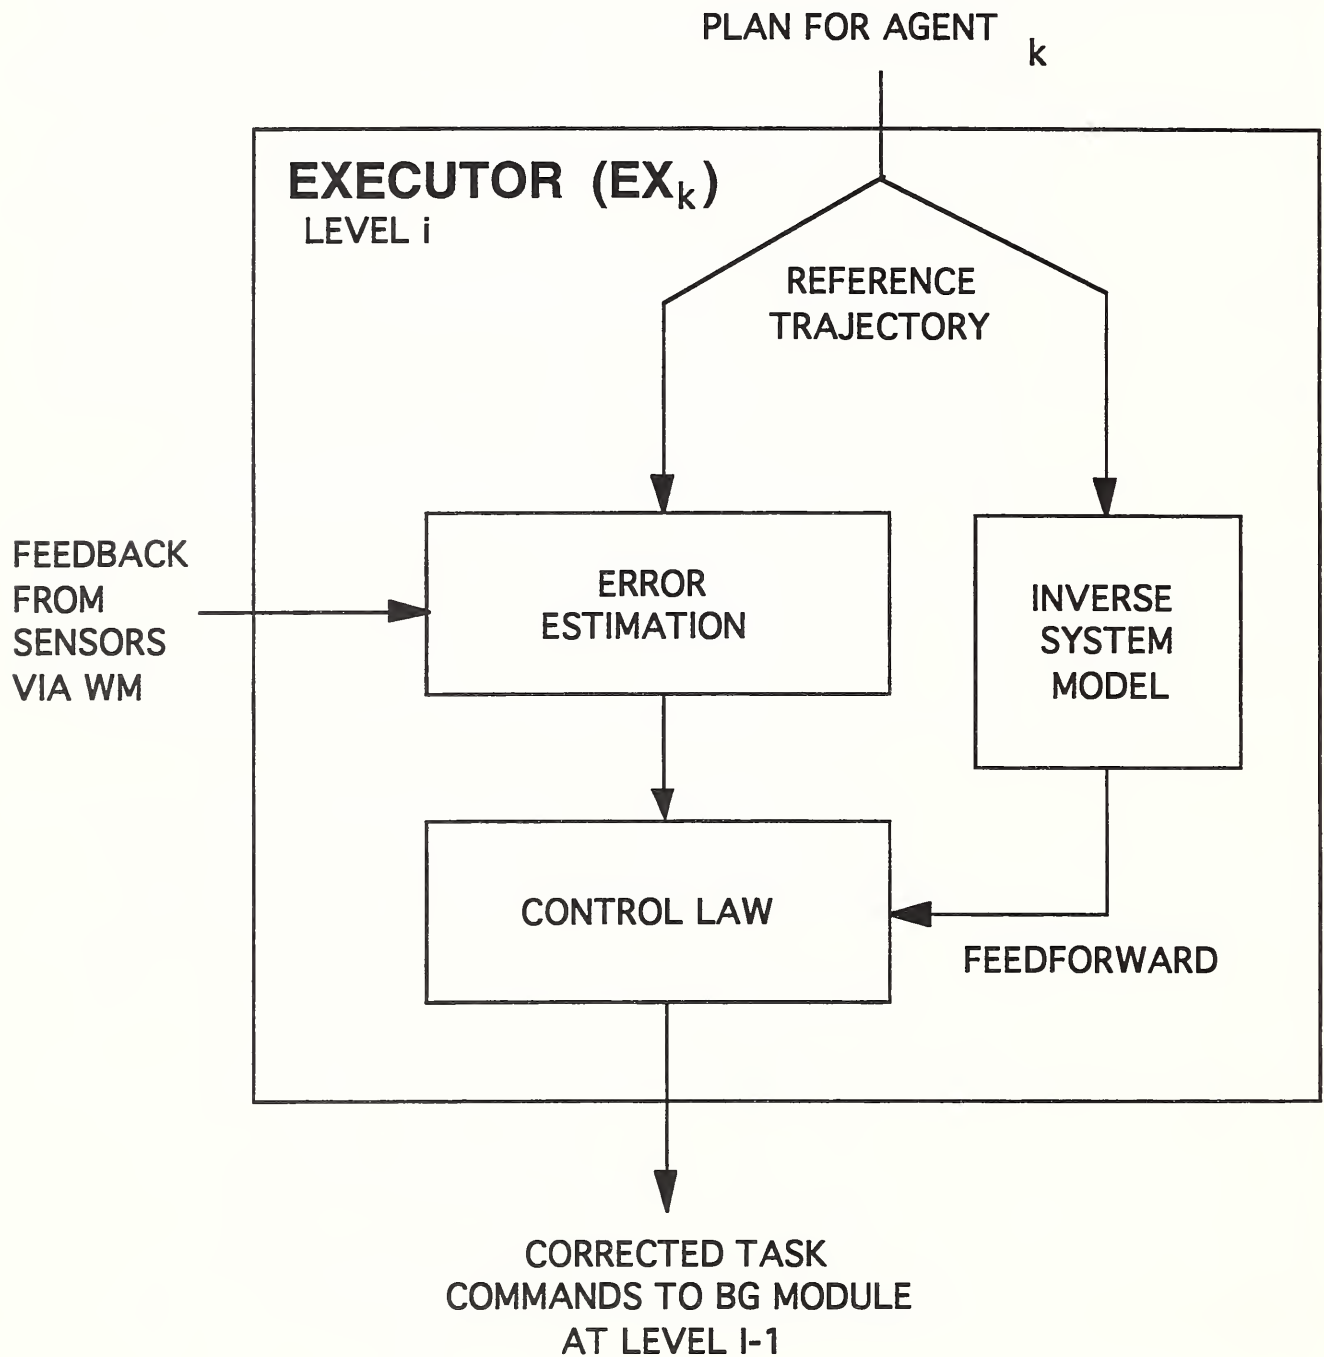 PLAN FOR AGENT k
EXECUTOR (EXk)
LEVEL i
REFERENCE
TRAJECTORY
FEEDBACK
FROM
SENSORS
VIA WM
ERROR
ESTIMATION
INVERSE
SYSTEM
MODEL
CONTROL LAW
FEEDFORWARD
CORRECTED TASK
COMMANDS TO BG MODULE
AT LEVEL I-1